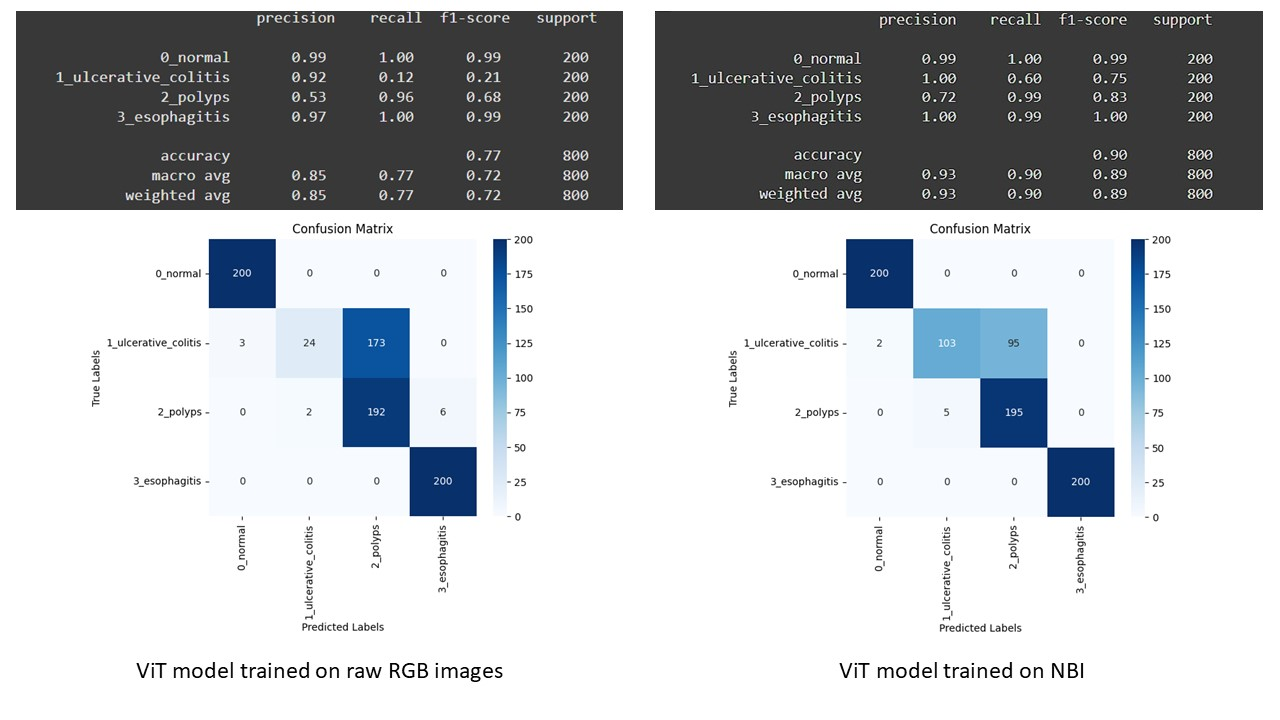 precision recall f1-score support
0_normal 0.99 1.00 0.99 200
1_ulcerative_colitis 0.92 0.12 0.21 200
2_polyps 0.53 0.96 0.68 200
3_esophagitis 0.97 1.00 0.99 200
accuracy 0.77 800
macro avg 0.85 0.77 0.72 800
weighted avg 0.85 0.77 0.72 800
Confusion Matrix
True Labels
0_normal 200 0 0 0
1_ulcerative_colitis 3 24 173 0
2_polyps 0 2 192 6
3_esophagitis 0 0 0 200
0_normal
1_ulcerative_colitis
2_polyps
3_esophagitis
Predicted Labels
200
175
150
125
100
75
50
25
0
ViT model trained on raw RGB images
precision recall f1-score support
0_normal 0.99 1.00 0.99 200
1_ulcerative_colitis 1.00 0.60 0.75 200
2_polyps 0.72 0.99 0.83 200
3_esophagitis 1.00 0.99 1.00 200
accuracy 0.90 800
macro avg 0.93 0.90 0.89 800
weighted avg 0.93 0.90 0.89 800
Confusion Matrix
True Labels
0_normal 200 0 0 0
1_ulcerative_colitis 2 103 95 0
2_polyps 0 5 195 0
3_esophagitis 0 0 0 200
0_normal
1_ulcerative_colitis
2_polyps
3_esophagitis
Predicted Labels
200
175
150
125
100
75
50
25
0
ViT model trained on NBI